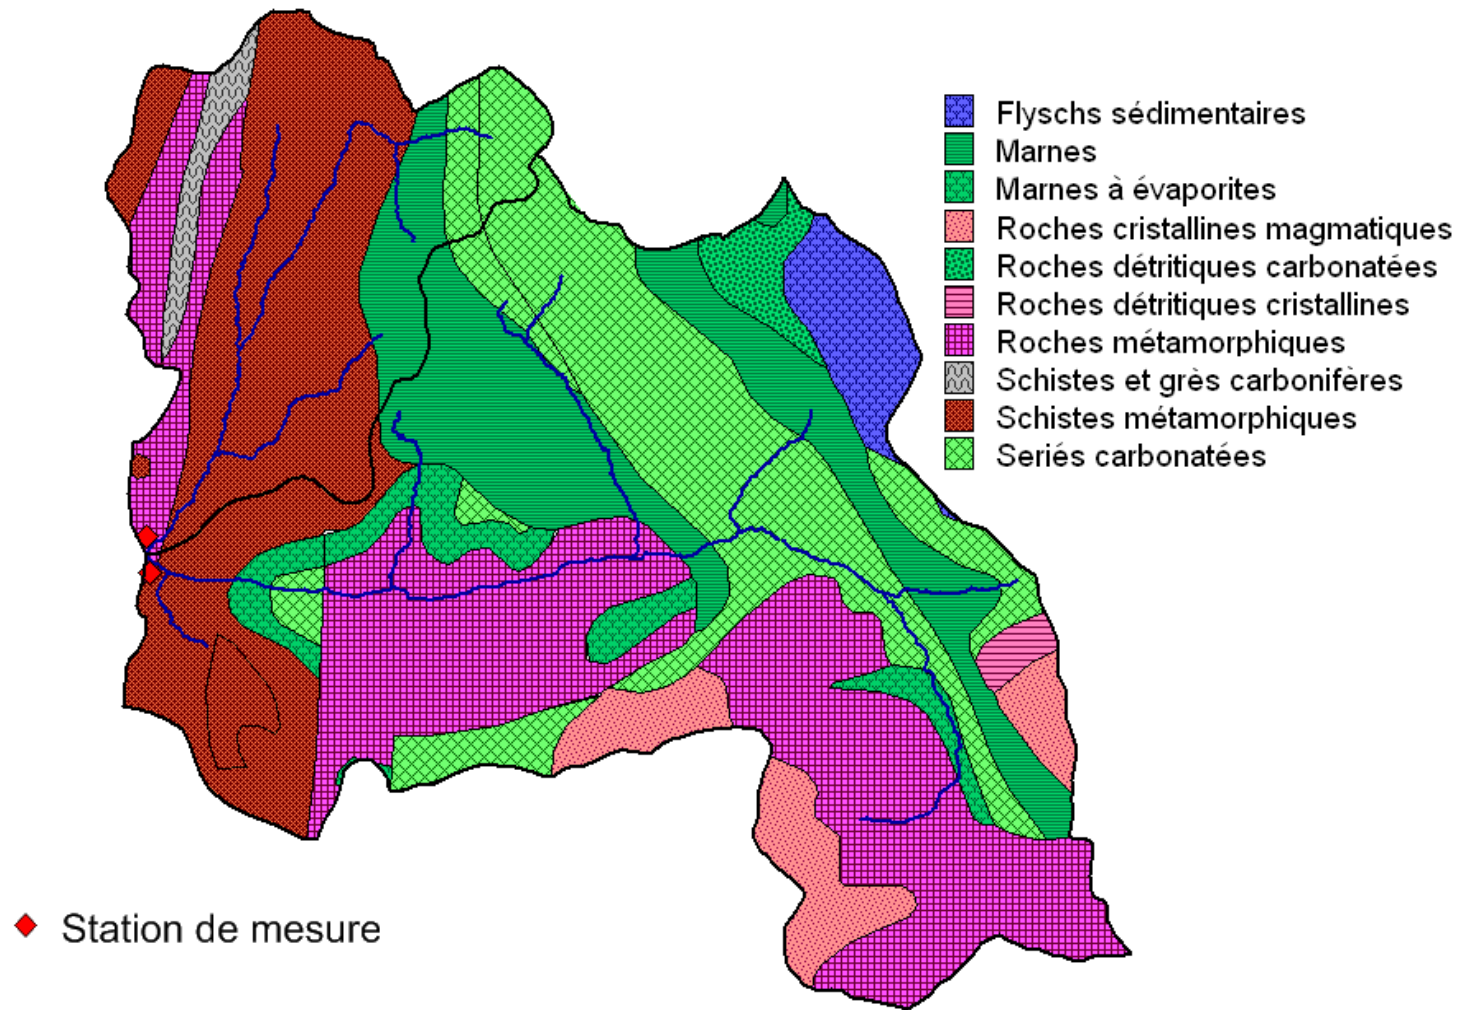 Flyschs sédimentaires
Marnes
Marnes à évaporites
Roches cristallines magmatiques
Roches détritiques carbonatées
Roches détritiques cristallines
Roches métamorphiques
Schistes et grès carbonifères
Schistes métamorphiques
Seriés carbonatées
Station de mesure